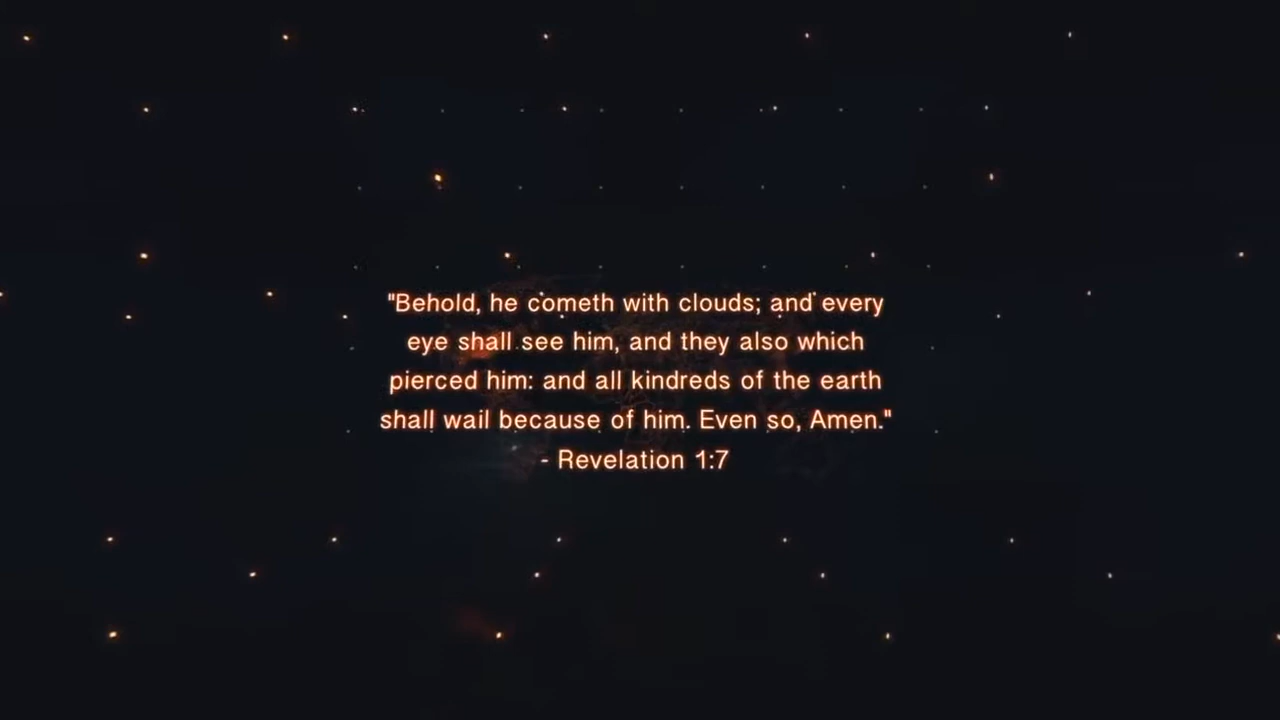 "Behold, he cometh with clouds; and every
eye shall see him, and they also which
pierced him: and all kindreds of the earth
shall wail because of him. Even so, Amen."
- Revelation 1:7